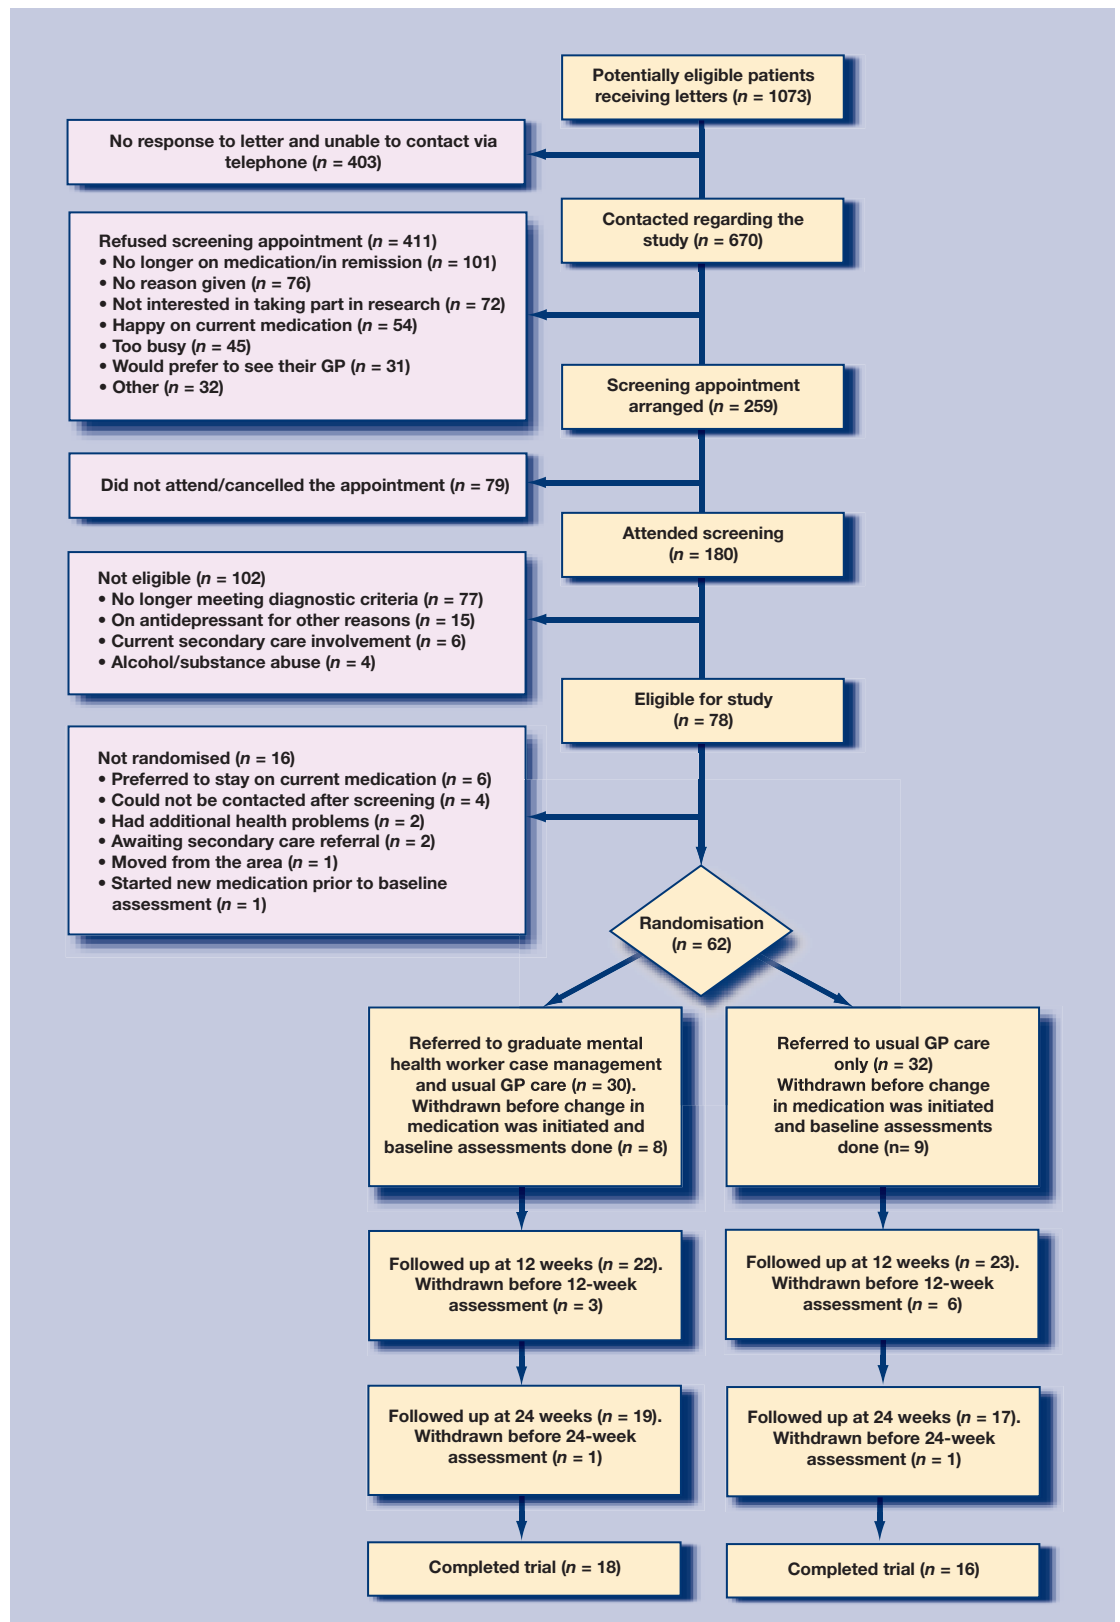 Potentially eligible patients
receiving letters (n = 1073)
No response to letter and unable to contact via
telephone (n = 403)
Contacted regarding the
study (n = 670)
Refused screening appointment (n = 411)
• No longer on medication/in remission (n = 101)
• No reason given (n = 76)
• Not interested in taking part in research (n = 72)
• Happy on current medication (n = 54)
• Too busy (n = 45)
• Would prefer to see their GP (n = 31)
• Other (n = 32)
Screening appointment
arranged (n = 259)
Did not attend/cancelled the appointment (n = 79)
Attended screening
(n = 180)
Not eligible (n = 102)
• No longer meeting diagnostic criteria (n = 77)
• On antidepressant for other reasons (n = 15)
• Current secondary care involvement (n = 6)
• Alcohol/substance abuse (n = 4)
Eligible for study
(n = 78)
Not randomised (n = 16)
• Preferred to stay on current medication (n = 6)
• Could not be contacted after screening (n = 4)
• Had additional health problems (n = 2)
• Awaiting secondary care referral (n = 2)
• Moved from the area (n = 1)
• Started new medication prior to baseline
assessment (n = 1)
Randomisation
(n = 62)
Referred to graduate mental
health worker case management
and usual GP care (n = 30).
Withdrawn before change in
medication was initiated and
baseline assessments done (n = 8)
Referred to usual GP care
only (n = 32)
Withdrawn before change
in medication was initiated
and baseline assessments
done (n= 9)
Followed up at 12 weeks (n = 22).
Withdrawn before 12-week
assessment (n = 3)
Followed up at 12 weeks (n = 23).
Withdrawn before 12-week
assessment (n =  6)
Followed up at 24 weeks (n = 19).
Withdrawn before 24-week
assessment (n = 1)
Followed up at 24 weeks (n = 17).
Withdrawn before 24-week
assessment (n = 1)
Completed trial (n = 18)
Completed trial (n = 16)